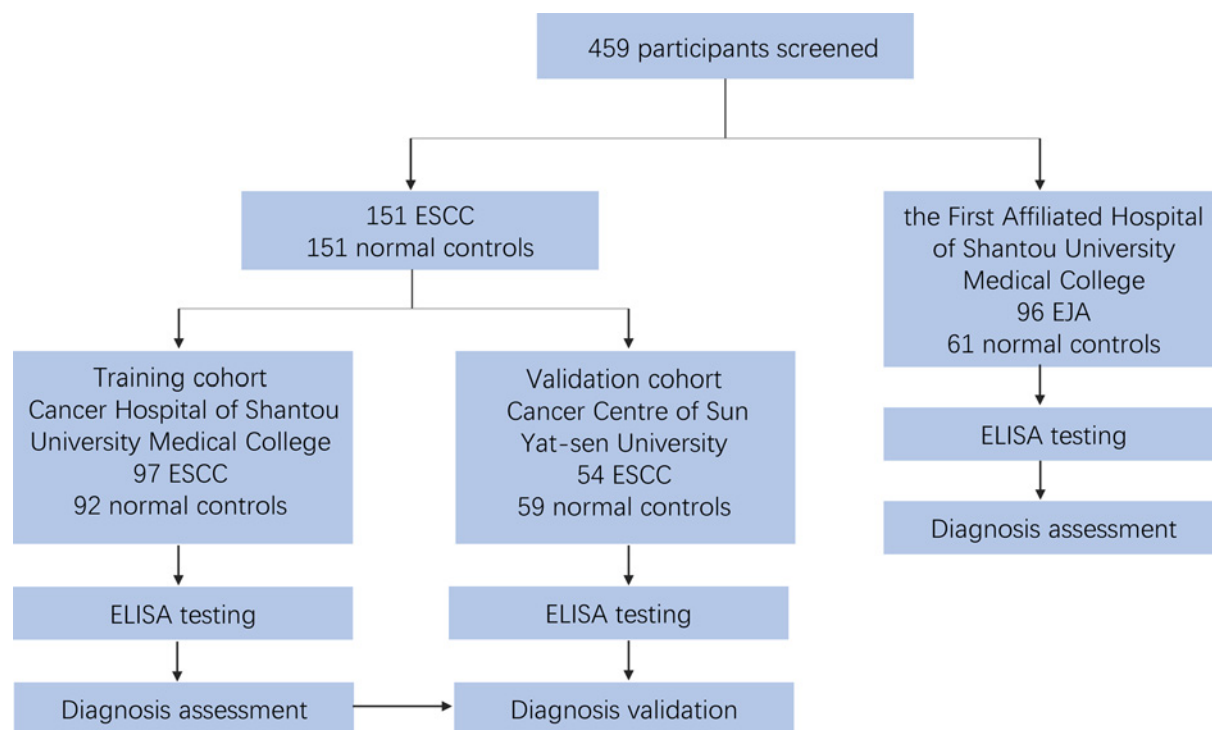 459 participants screened
151 ESCC
151 normal controls
the First Affiliated Hospital
of Shantou University
Medical College
96 EJA
61 normal controls
Training cohort
Cancer Hospital of Shantou
University Medical College
97 ESCC
92 normal controls
Validation cohort
Cancer Centre of Sun
Yat-sen University
54 ESCC
59 normal controls
ELISA testing
Diagnosis assessment
ELISA testing
ELISA testing
Diagnosis assessment
Diagnosis validation